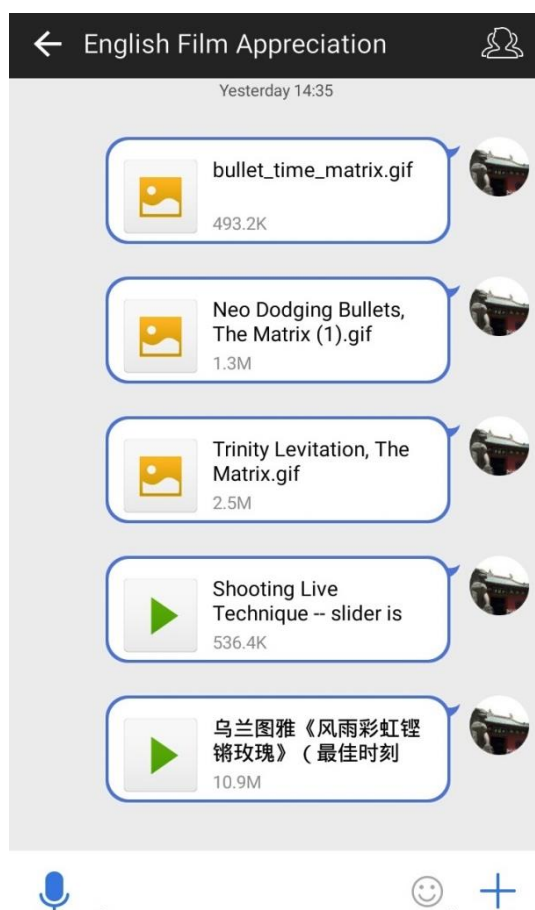 English Film Appreciation
Yesterday 14:35
bullet_time_matrix.gif
493.2K
Neo Dodging Bullets,
The Matrix (1).gif
1.3M
Trinity Levitation, The
Matrix.gif
2.5M
Shooting Live
Technique -- slider is
536.4K
乌兰图雅《风雨彩虹铿
锵玫瑰》（最佳时刻
10.9M